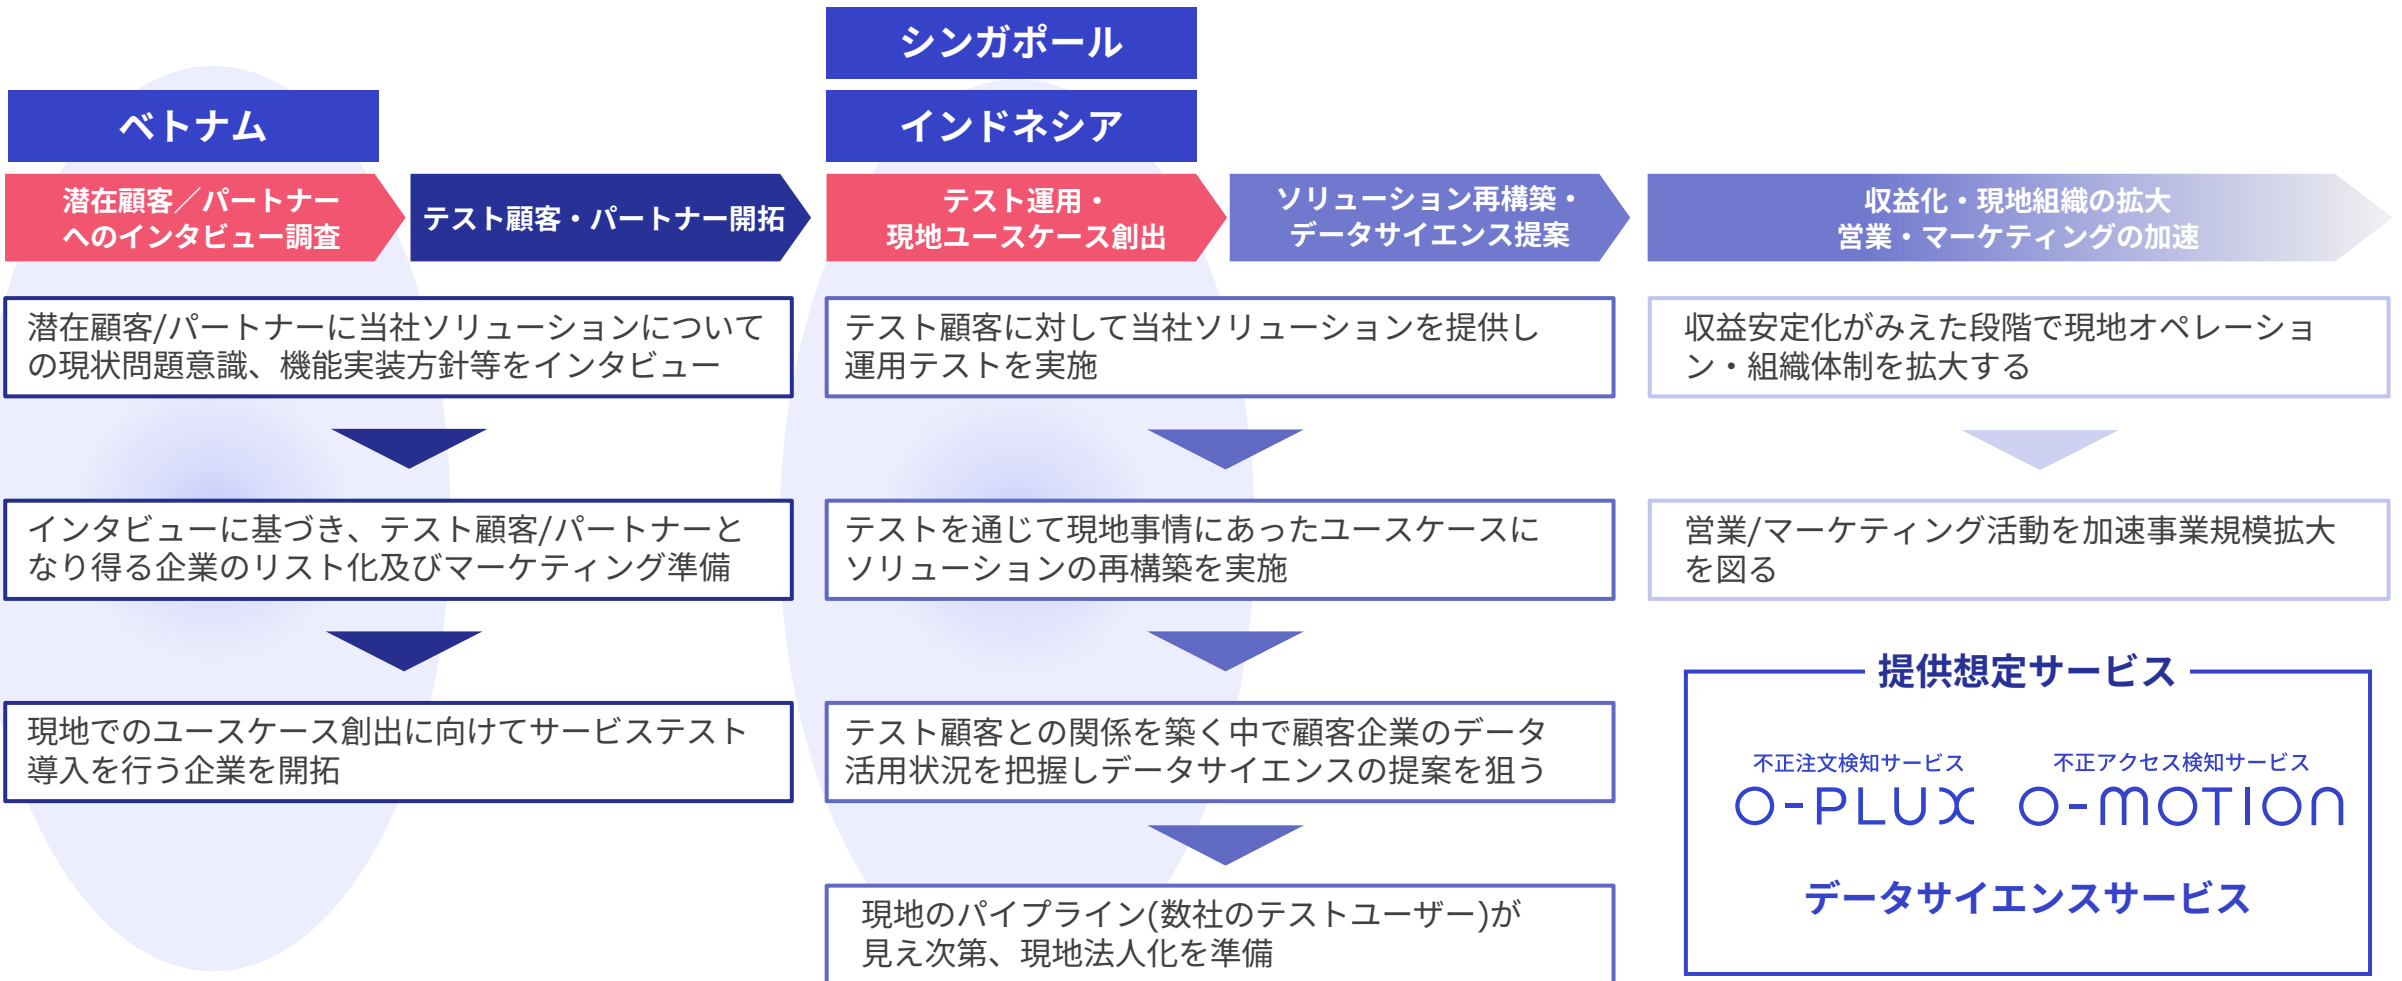 シンガポール
ベトナム
インドネシア
潜在顧客／パートナー
へのインタビュー調査
テスト顧客・パートナー開拓
テスト運用・
現地ユースケース創出
ソリューション再構築・
データサイエンス提案
収益化・現地組織の拡大
営業・マーケティングの加速
潜在顧客/パートナーに当社ソリューションについて
の現状問題意識、機能実装方針等をインタビュー
インタビューに基づき、テスト顧客/パートナーと
なり得る企業のリスト化及びマーケティング準備
現地でのユースケース創出に向けてサービステスト
導入を行う企業を開拓
テスト顧客に対して当社ソリューションを提供し
運用テストを実施
テストを通じて現地事情にあったユースケースに
ソリューションの再構築を実施
テスト顧客との関係を築く中で顧客企業のデータ
活用状況を把握しデータサイエンスの提案を狙う
現地のパイプライン(数社のテストユーザー)が
見え次第、現地法人化を準備
収益安定化がみえた段階で現地オペレーショ
ン・組織体制を拡大する
営業/マーケティング活動を加速事業規模拡大
を図る
提供想定サービス
不正注文検知サービス
O-PLUX
不正アクセス検知サービス
O-MOTION
データサイエンスサービス